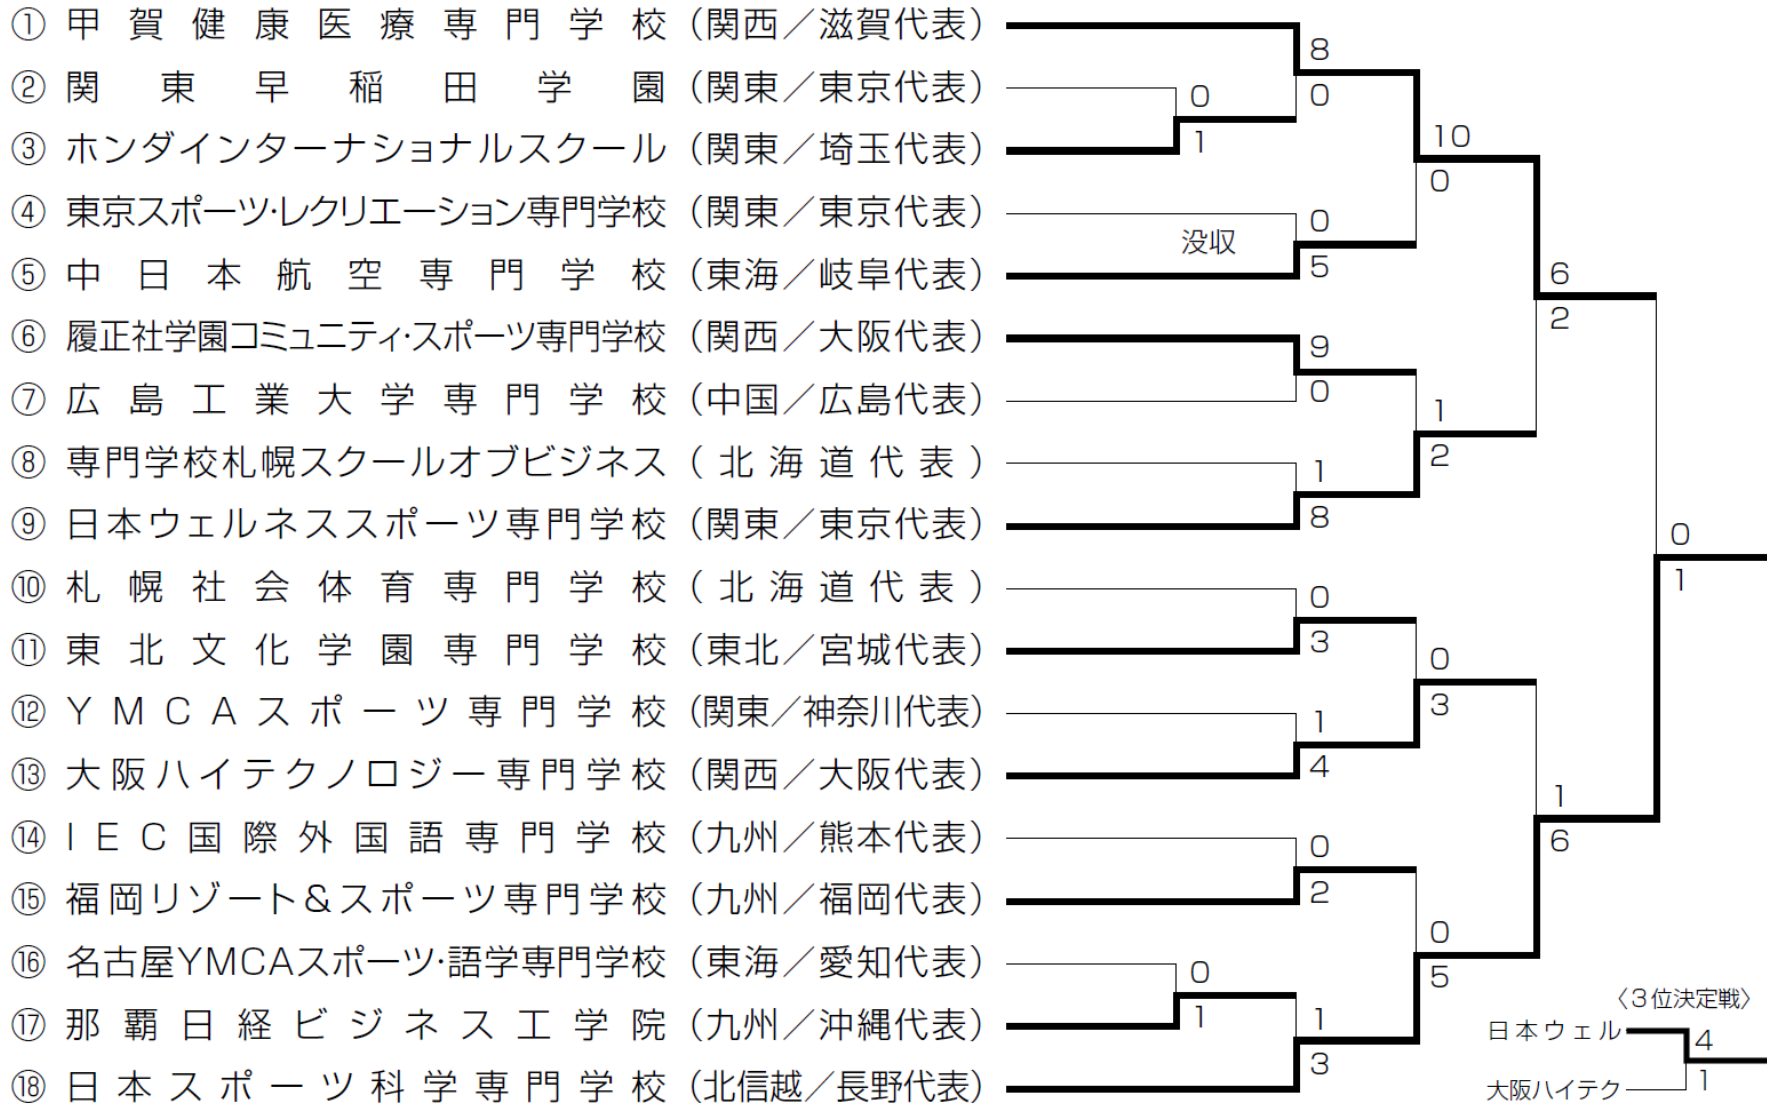 ① 甲賀健康医療専門学校 (関西／滋賀代表)
② 関東早稲田学園 (関東／東京代表)
③ ホンダインターナショナルスクール (関東／埼玉代表)
④ 東京スポーツ･レクリエーション専門学校 (関東／東京代表)
⑤ 中日本航空専門学校 (東海／岐阜代表)
⑥ 履正社学園コミュニティ･スポーツ専門学校 (関西／大阪代表)
⑦ 広島工業大学専門学校 (中国／広島代表)
⑧ 専門学校札幌スクールオブビジネス (北海道代表)
⑨ 日本ウェルネススポーツ専門学校 (関東／東京代表)
⑩ 札幌社会体育専門学校 (北海道代表)
⑪ 東北文化学園専門学校 (東北／宮城代表)
⑫ YMCAスポーツ専門学校 (関東／神奈川代表)
⑬ 大阪ハイテクノロジー専門学校 (関西／大阪代表)
⑭ IEC国際外国語専門学校 (九州／熊本代表)
⑮ 福岡リゾート&スポーツ専門学校 (九州／福岡代表)
⑯ 名古屋YMCAスポーツ･語学専門学校 (東海／愛知代表)
⑰ 那覇日経ビジネス工学院 (九州／沖縄代表)
⑱ 日本スポーツ科学専門学校 (北信越／長野代表)
0
1
0
1
8
0
没収
0
5
9
0
1
8
0
3
1
4
0
2
1
3
10
0
1
2
0
3
0
5
6
2
1
6
0
1
〈3位決定戦〉
日本ウェル
4
大阪ハイテク
1